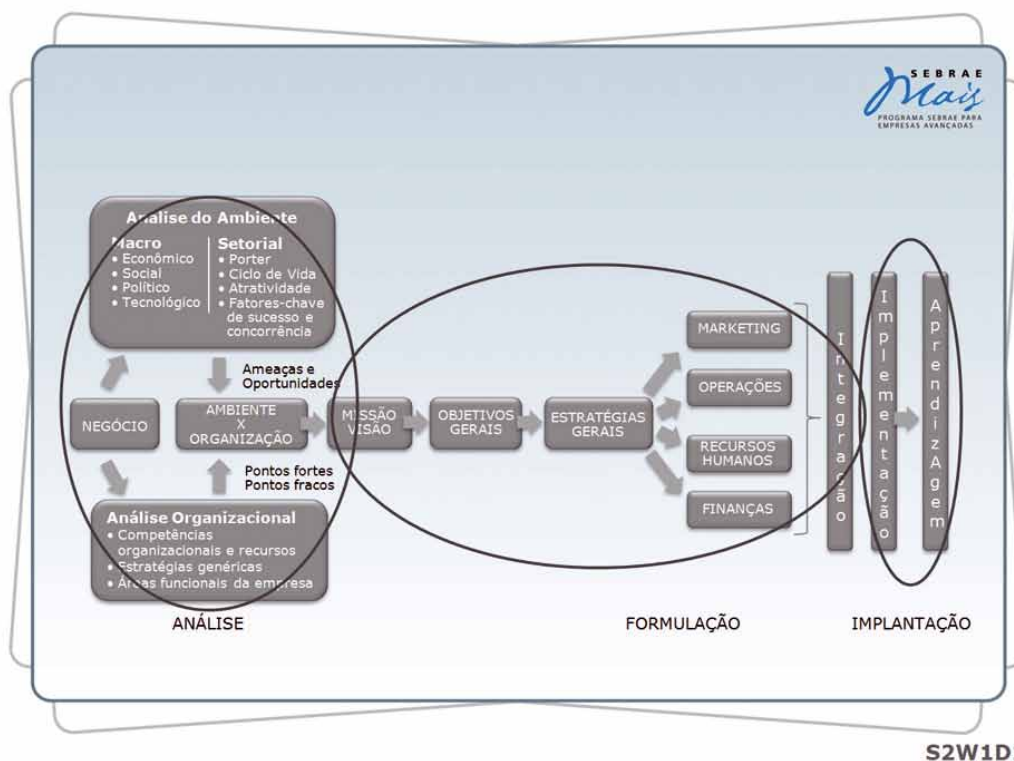 SEBRAE
Mais
PROGRAMA SEBRAE PARA
EMPRESAS AVANÇADAS
Análise do Ambiente
Macro
• Econômico
• Social
• Político
• Tecnológico
Setorial
• Porter
• Ciclo de Vida
• Atratividade
• Fatores-chave
de sucesso e
concorrência
Ameaças e
Oportunidades
NEGÓCIO
AMBIENTE
X
ORGANIZAÇÃO
MISSÃO
VISÃO
OBJETIVOS
GERAIS
ESTRATÉGIAS
GERAIS
MARKETING
OPERAÇÕES
RECURSOS
HUMANOS
FINANÇAS
Integração
Implementação
AprendizAgem
Pontos fortes
Pontos fracos
Análise Organizacional
• Competências
organizacionais e recursos
• Estratégias genéricas
• Áreas funcionais da empresa
ANÁLISE
FORMULAÇÃO
IMPLANTAÇÃO